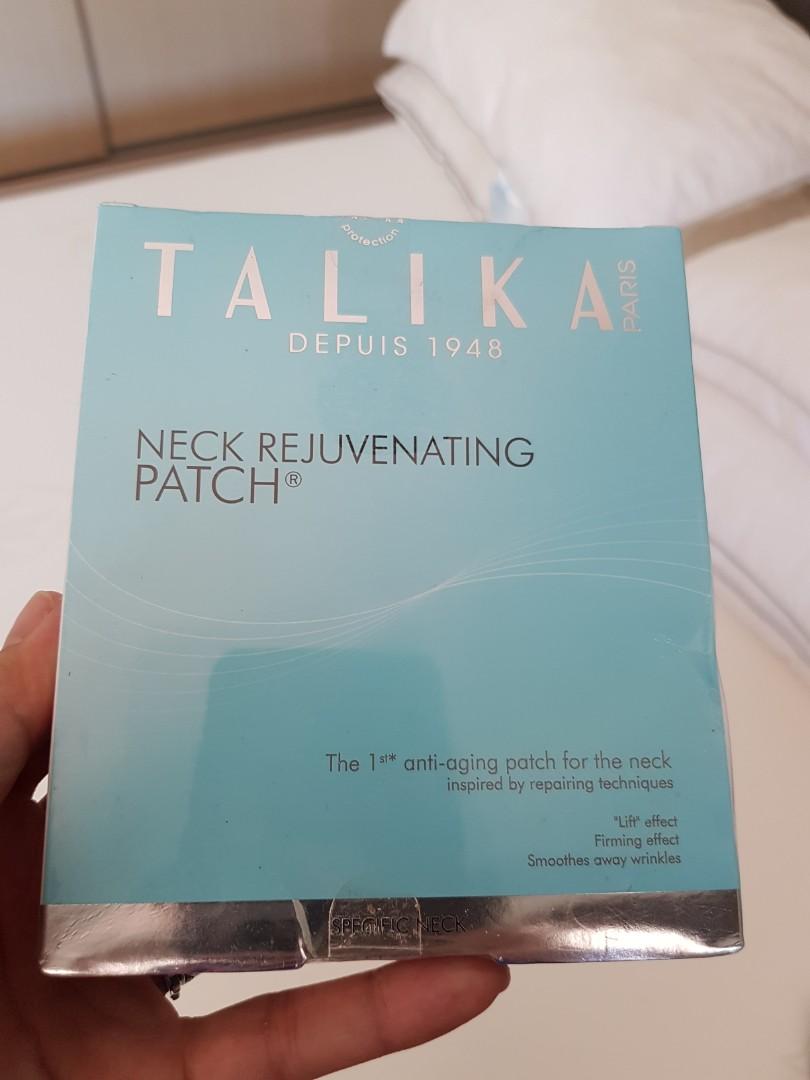 protection
TALIKA
PARIS
DEPUIS 1948
NECK REJUVENATING
PATCH®
The 1st* anti-aging patch for the neck
inspired by repairing techniques
"Lift" effect
Firming effect
Smoothes away wrinkles
SPECIFIC NECK